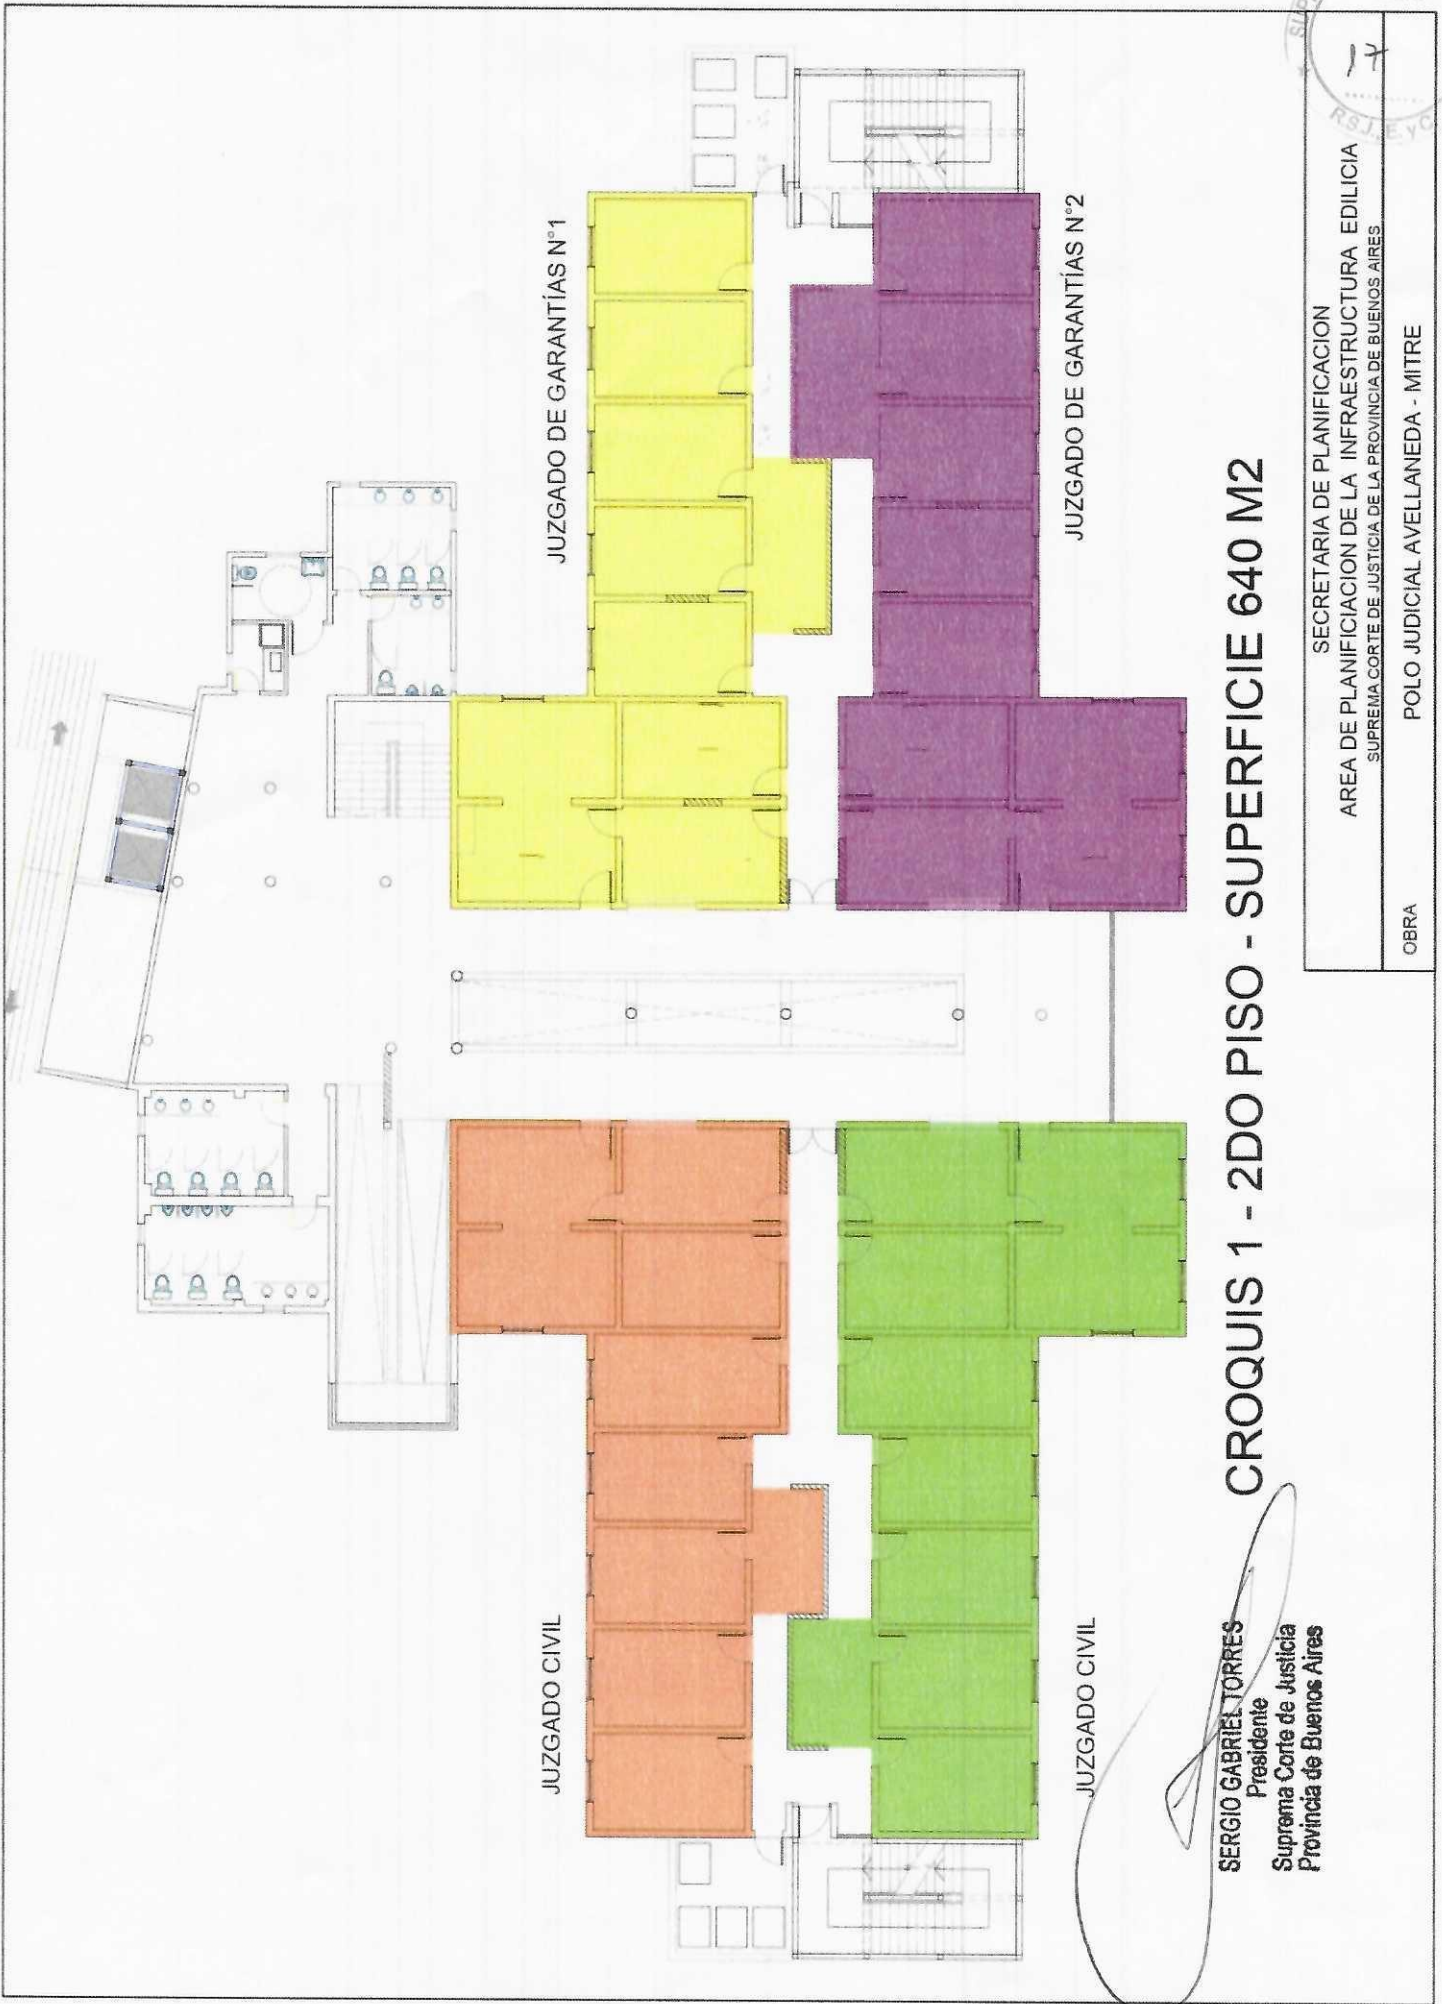 JUZGADO CIVIL
JUZGADO DE GARANTÍAS N°1
JUZGADO CIVIL
JUZGADO DE GARANTÍAS N°2
CROQUIS 1 - 2DO PISO - SUPERFICIE 640 M2
SERGIO GABRIEL TORRES
Presidente
Suprema Corte de Justicia
Provincia de Buenos Aires
SECRETARIA DE PLANIFICACION
AREA DE PLANIFICIACION DE LA INFRAESTRUCTURA EDILICIA
SUPREMA CORTE DE JUSTICIA DE LA PROVINCIA DE BUENOS AIRES
OBRA
POLO JUDICIAL AVELLANEDA - MITRE
17
R.S.J.E. y C